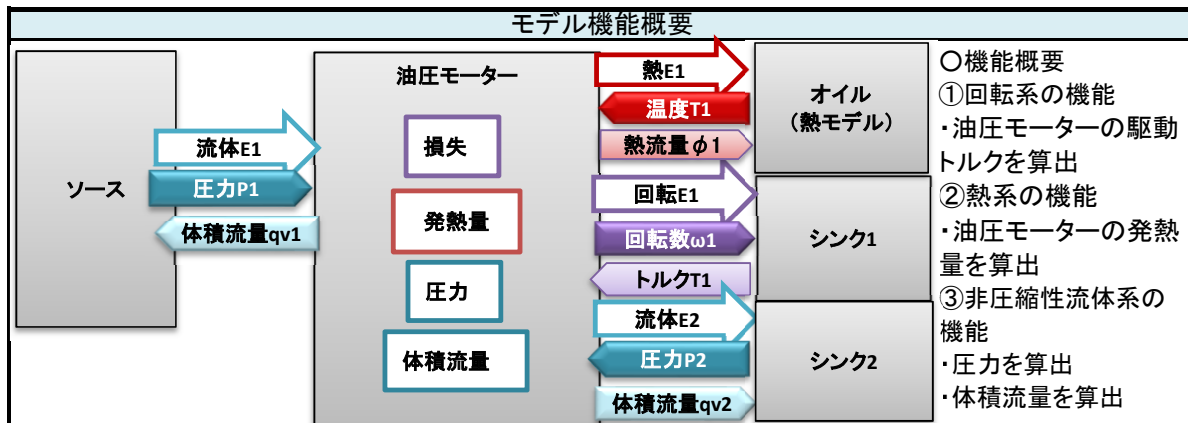 モデル機能概要
ソース
流体E1
圧力P1
体積流量qv1
油圧モーター
損失
発熱量
圧力
体積流量
熱E1
温度T1
熱流量φ1
回転E1
回転数ω1
トルクT1
流体E2
圧力P2
体積流量qv2
オイル
（熱モデル）
シンク1
シンク2
〇機能概要
①回転系の機能
・油圧モーターの駆動
トルクを算出
②熱系の機能
・油圧モーターの発熱
量を算出
③非圧縮性流体系の
機能
・圧力を算出
・体積流量を算出